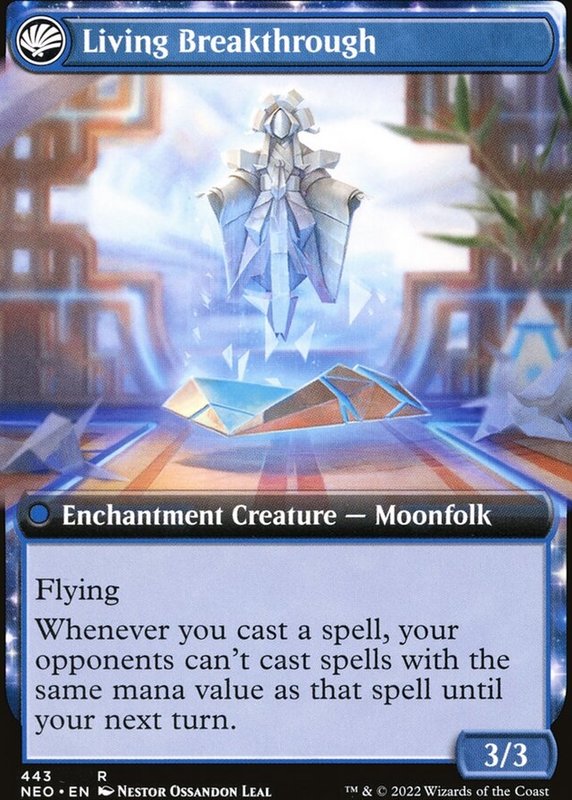 Living Breakthrough
Enchantment Creature — Moonfolk
Flying
Whenever you cast a spell, your
opponents can't cast spells with the
same mana value as that spell until
your next turn.
3/3
443 R
NEO • EN Nestor Ossandon Leal
™ & © 2022 Wizards of the Coast